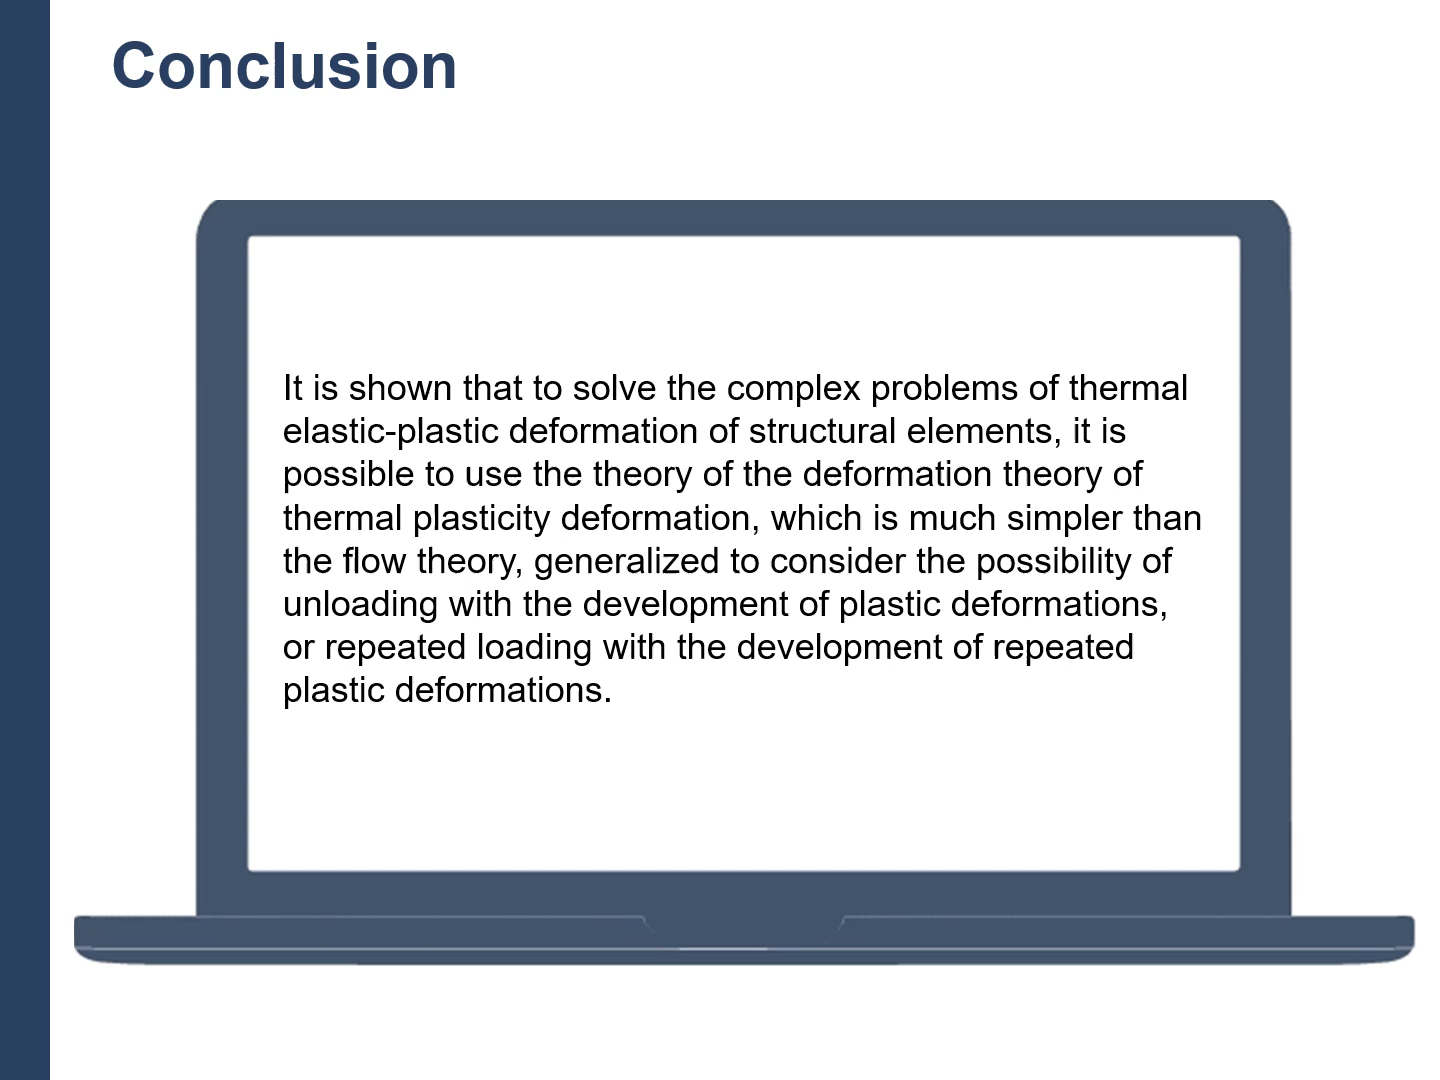 Conclusion
It is shown that to solve the complex problems of thermal
elastic-plastic deformation of structural elements, it is
possible to use the theory of the deformation theory of
thermal plasticity deformation, which is much simpler than
the flow theory, generalized to consider the possibility of
unloading with the development of plastic deformations,
or repeated loading with the development of repeated
plastic deformations.